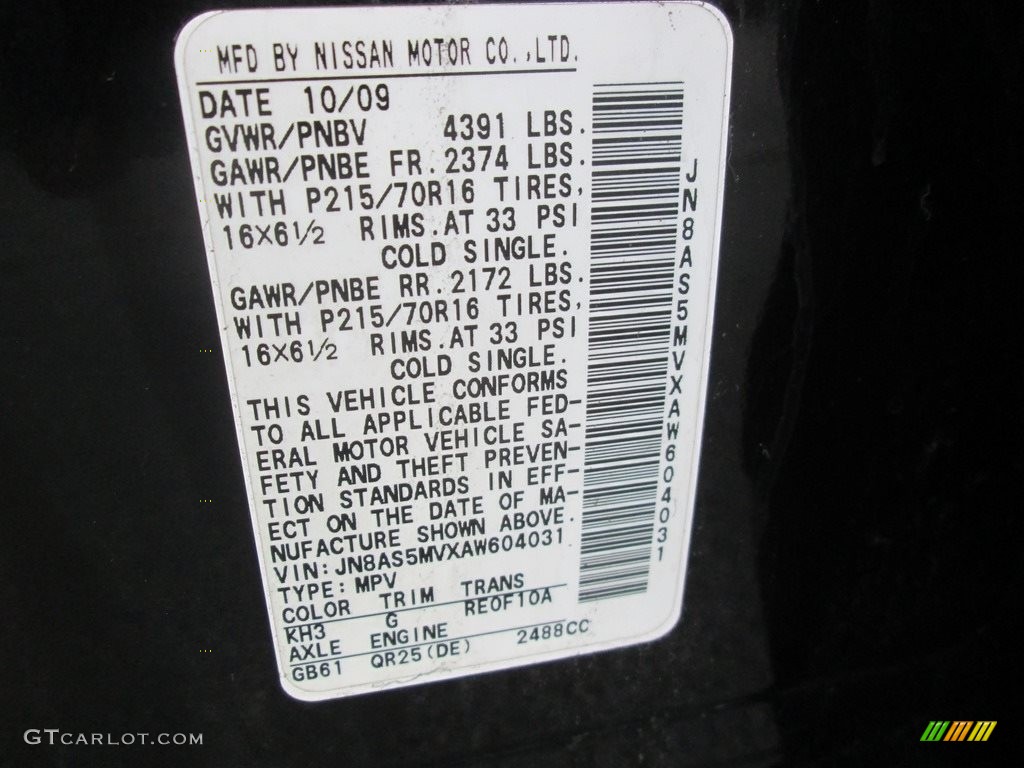 MFD BY NISSAN MOTOR CO.,LTD.
DATE 10/09
GVWR/PNBV 4391 LBS.
GAWR/PNBE FR. 2374 LBS.
WITH P215/70R16 TIRES,
16X6½ RIMS.AT 33 PSI
COLD SINGLE.
GAWR/PNBE RR. 2172 LBS.
WITH P215/70R16 TIRES,
16X6½ RIMS.AT 33 PSI
COLD SINGLE.
THIS VEHICLE CONFORMS
TO ALL APPLICABLE FED-
ERAL MOTOR VEHICLE SA-
FETY AND THEFT PREVEN-
TION STANDARDS IN EFF-
ECT ON THE DATE OF MA-
NUFACTURE SHOWN ABOVE.
VIN:JN8AS5MVXAW604031
TYPE:MPV
COLOR TRIM TRANS
KH3 G RE0F10A
AXLE ENGINE
GB61 QR25(DE) 2488CC
JN8AS5MVXAW604031
GTCARLOT.COM